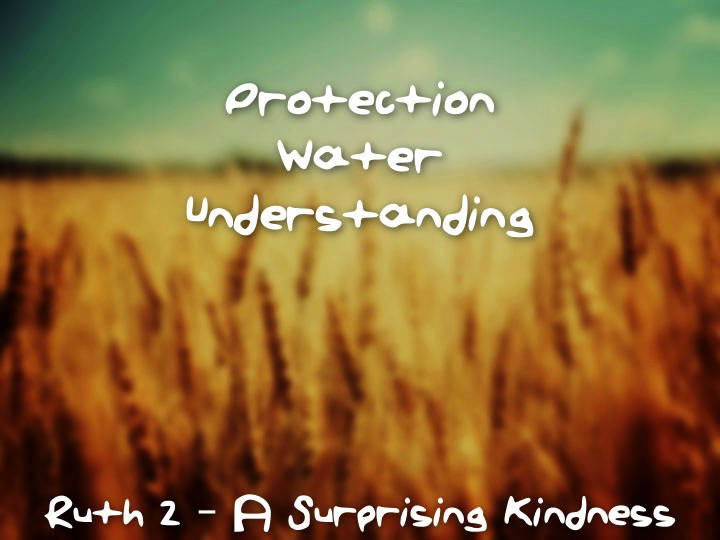 Protection
Water
Understanding
Ruth 2 - A Surprising Kindness